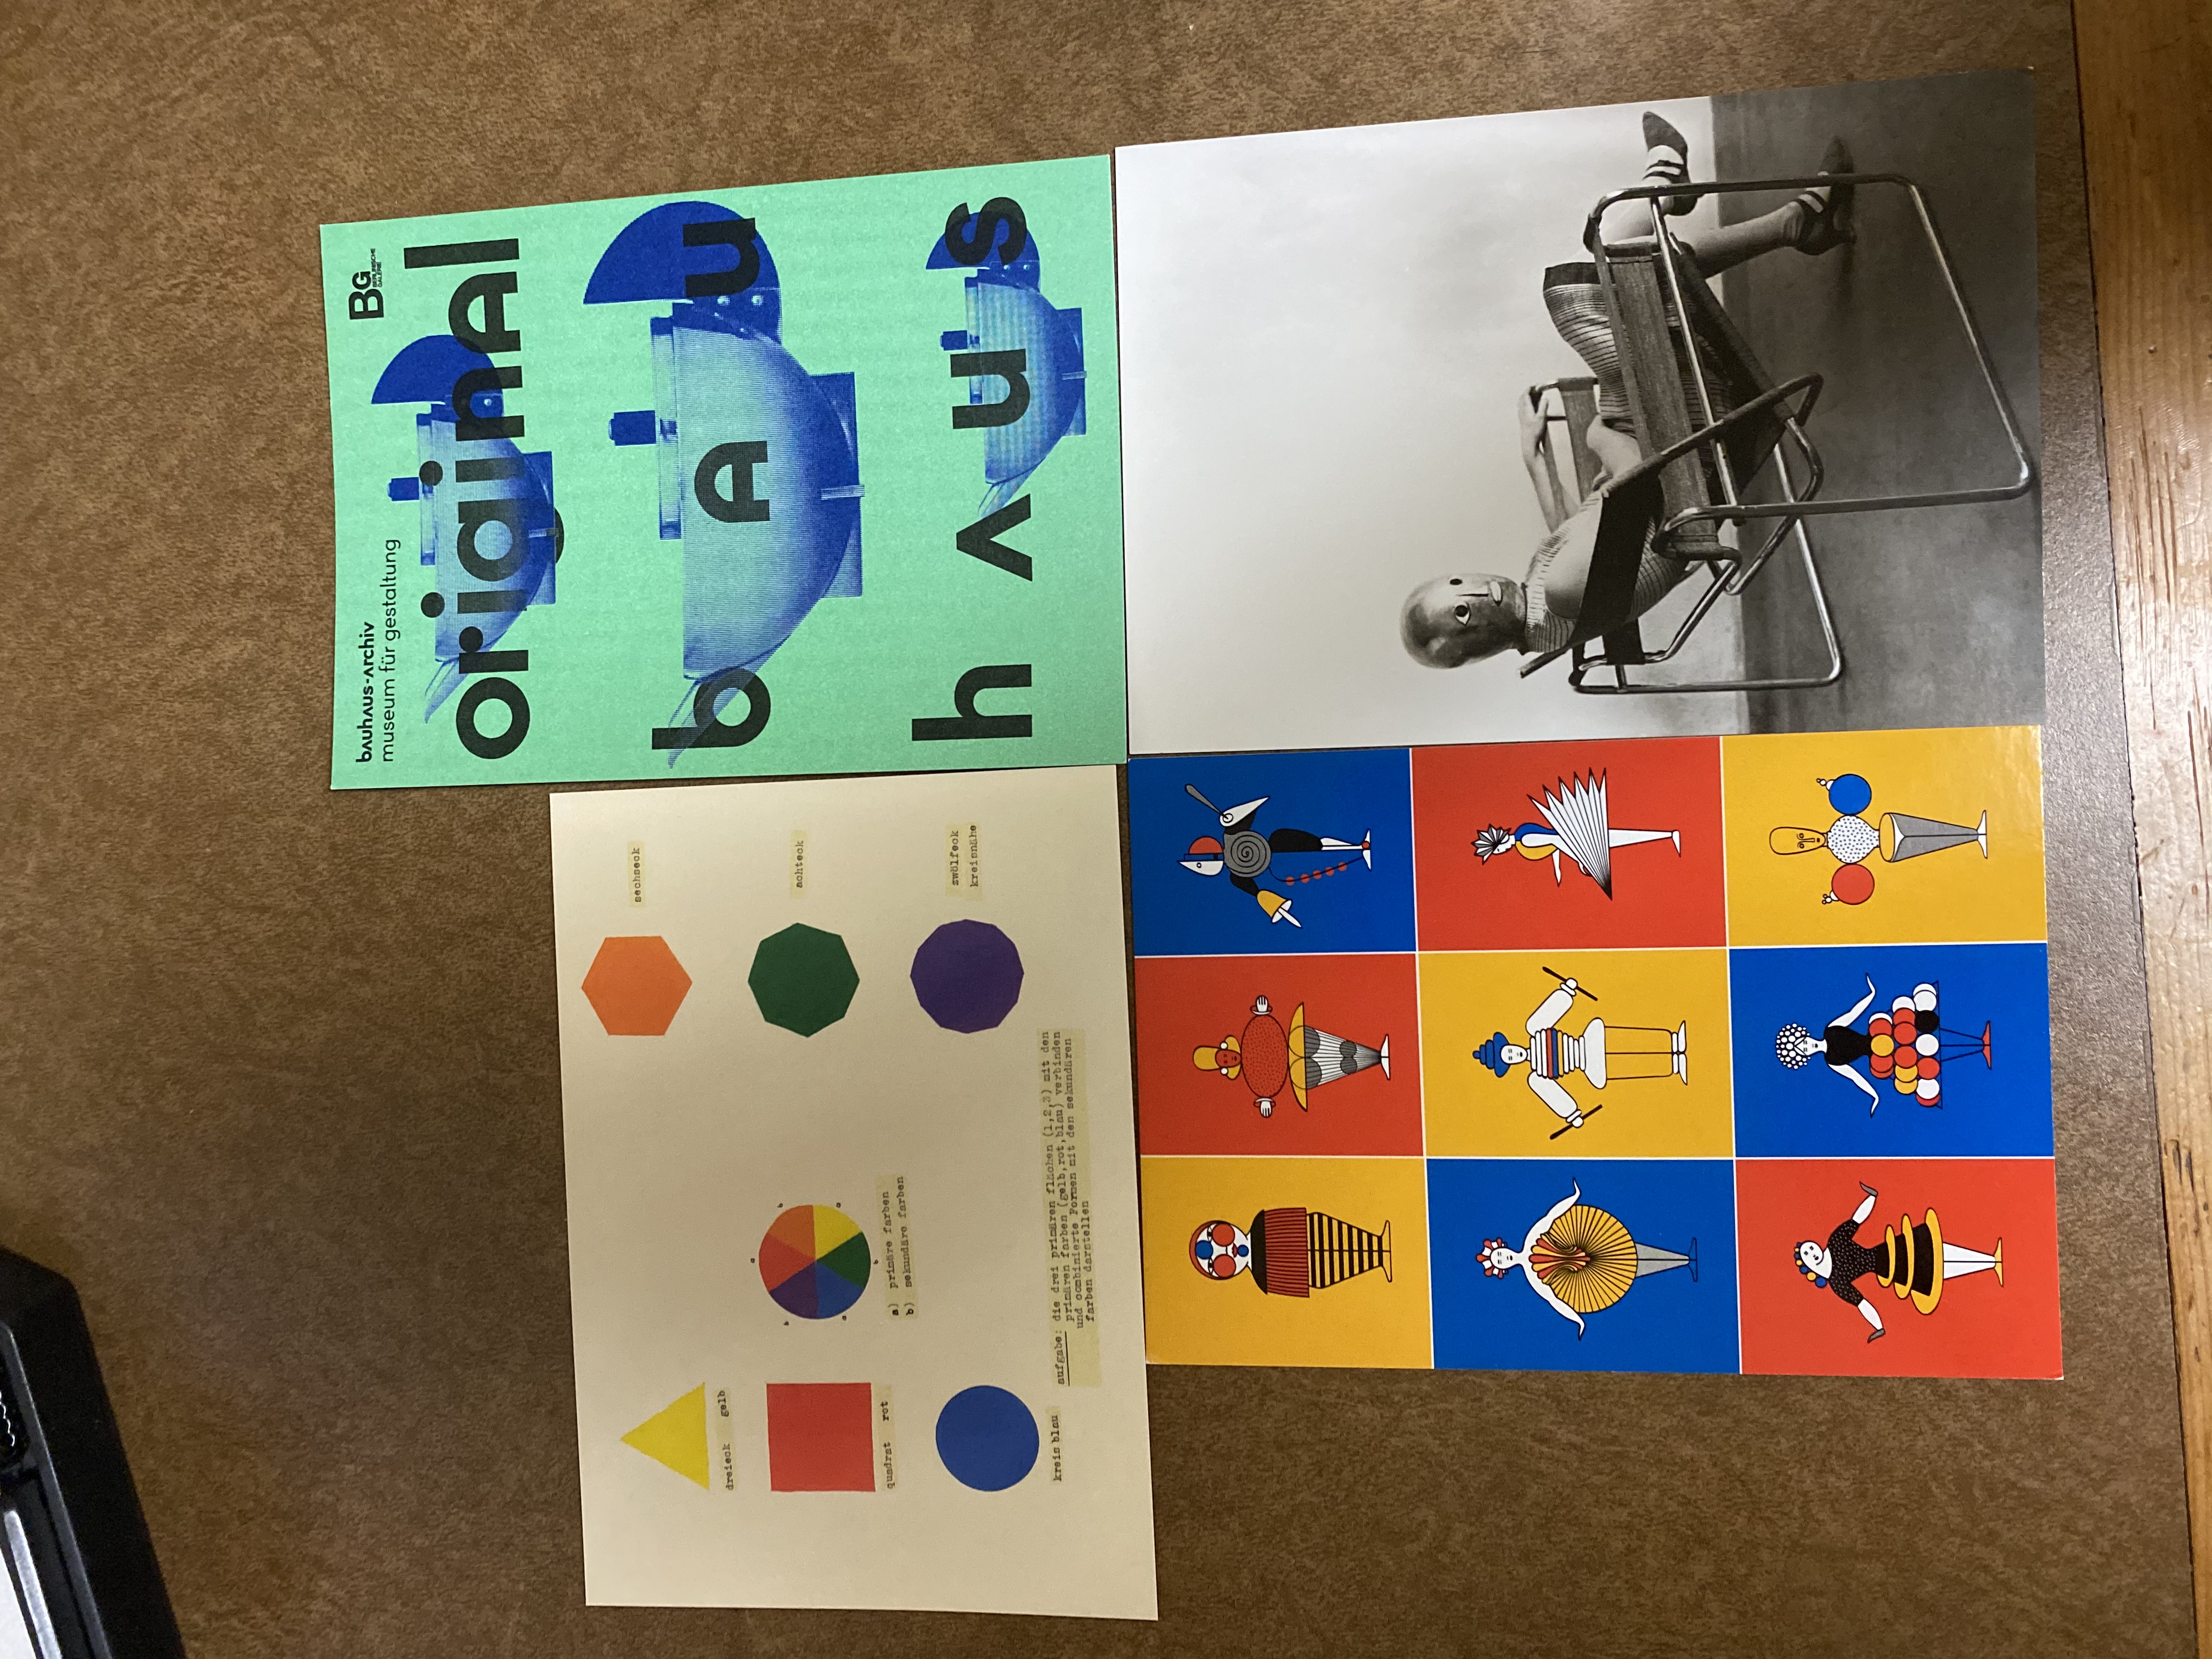 dreieck gelb
quadrat rot
kreis blau
a
b
a
b
a
b
a) primäre farben
b) sekundäre farben
sechseck
achteck
zwölfeck
kreisnähe
aufgabe: die drei primären flächen (1,2,3) mit den
primären farben (gelb,rot,blau) verbinden
und combinierte Formen mit den sekundären
farben darstellen
bauhaus-archiv
museum für gestaltung
BG
BERLINISCHE
GALERIE
original
bau
haus